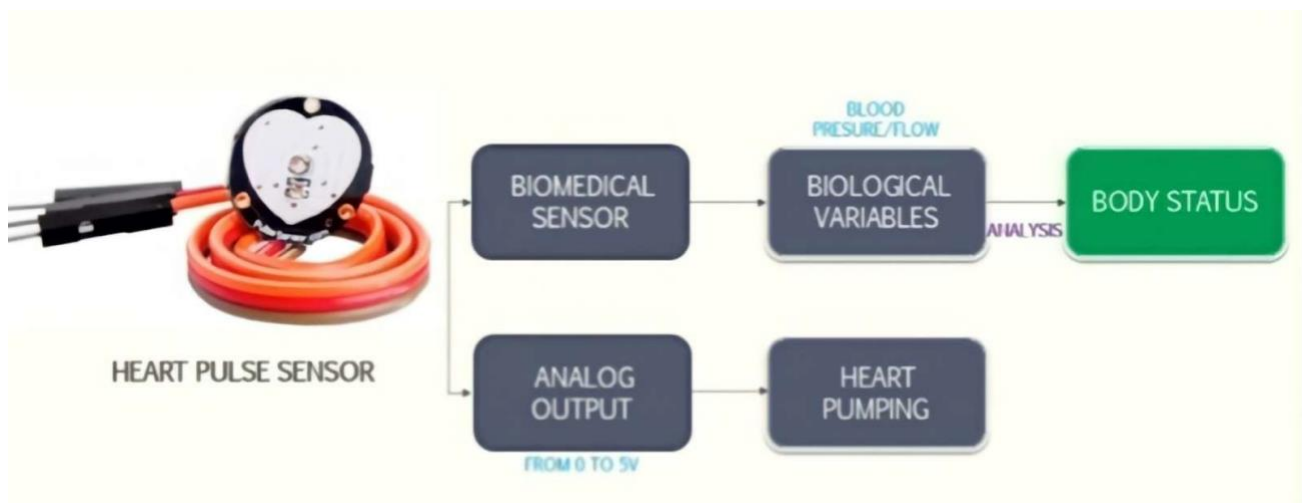 BLOOD
PRESURE/FLOW
BIOMEDICAL
SENSOR
BIOLOGICAL
VARIABLES
ANALYSIS
BODY STATUS
HEART PULSE SENSOR
ANALOG
OUTPUT
FROM 0 TO 5V
HEART
PUMPING